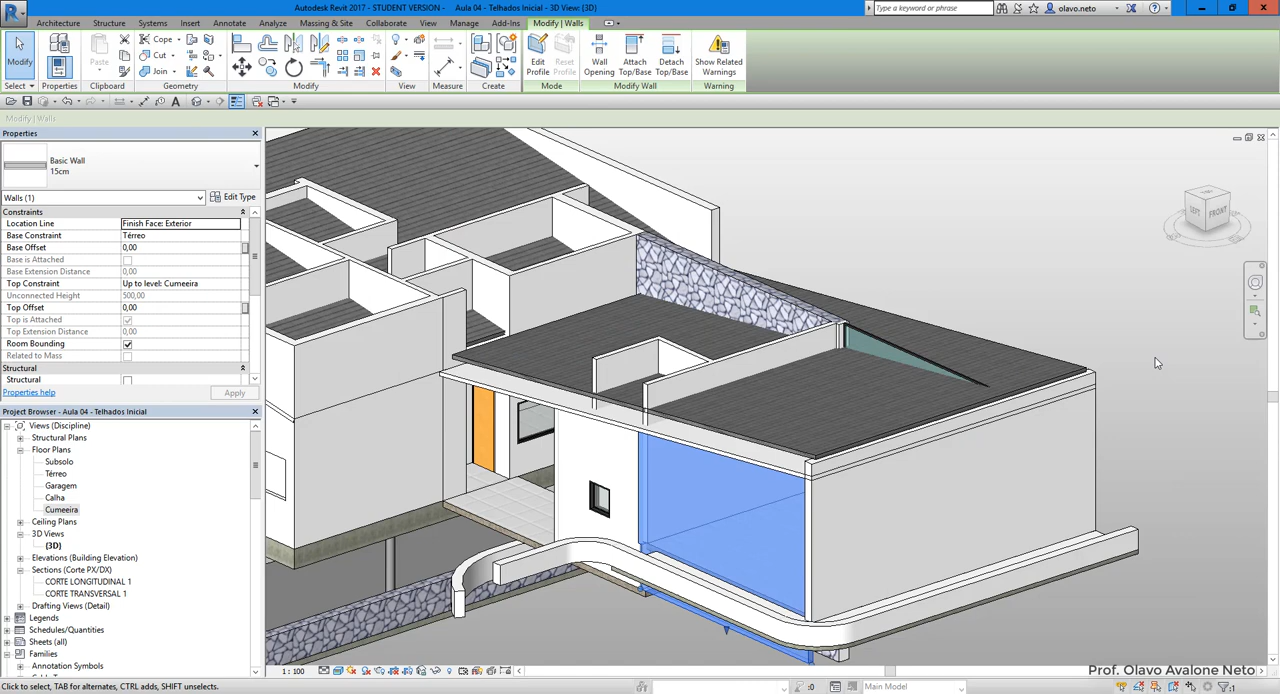 Autodesk Revit 2017 - STUDENT VERSION - Aula 04 - Telhados Inicial - 3D View: {3D}
Type a keyword or phrase
olavo.neto
Architecture Structure Systems Insert Annotate Analyze Massing & Site Collaborate View Manage Add-Ins Modify | Walls
Modify
Paste
Cope
Cut
Join
Edit Profile
Reset Profile
Wall Opening
Attach Top/Base
Detach Top/Base
Show Related Warnings
Select Properties Clipboard Geometry Modify View Measure Create Mode Modify Wall Warning
Modify | Walls
Properties
Basic Wall
15cm
Walls (1)
Edit Type
Constraints
Location Line Finish Face: Exterior
Base Constraint Térreo
Base Offset 0,00
Base is Attached
Base Extension Distance 0,00
Top Constraint Up to level: Cumeeira
Unconnected Height 500,00
Top Offset 0,00
Top is Attached
Top Extension Distance 0,00
Room Bounding
Related to Mass
Structural
Structural
Properties help
Apply
Project Browser - Aula 04 - Telhados Inicial
Views (Discipline)
Structural Plans
Floor Plans
Subsolo
Térreo
Garagem
Calha
Cumeeira
Ceiling Plans
3D Views
{3D}
Elevations (Building Elevation)
Sections (Corte PX/DX)
CORTE LONGITUDINAL 1
CORTE TRANSVERSAL 1
Drafting Views (Detail)
Legends
Schedules/Quantities
Sheets (all)
Families
Annotation Symbols
LEFT
FRONT
1 : 100
Prof. Olavo Avalone Neto
Click to select, TAB for alternates, CTRL adds, SHIFT unselects.
:0
Main Model
:1